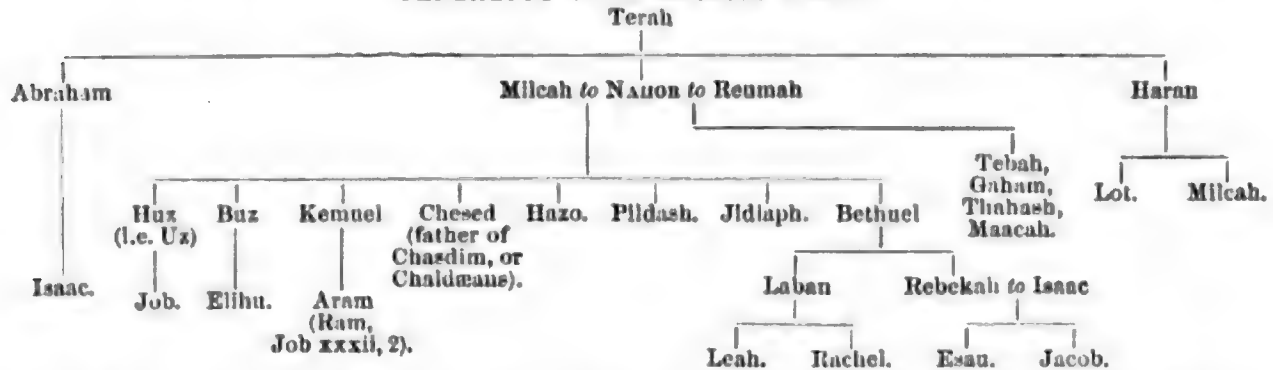 Terah
Abraham
Milcah to NAHOR to Reumah
Haran
Tebah,
Gaham,
Thahash,
Maacah.
Lot.
Milcah.
Huz
(i.e. Uz)
Buz
Kemuel
Chesed
(father of
Chasdim, or
Chaldæans).
Hazo.
Pildash.
Jidlaph.
Bethuel
Isaac.
Job.
Elihu.
Aram
(Ram,
Job xxxii, 2).
Laban
Rebekah to Isaac
Leah.
Rachel.
Esau.
Jacob.